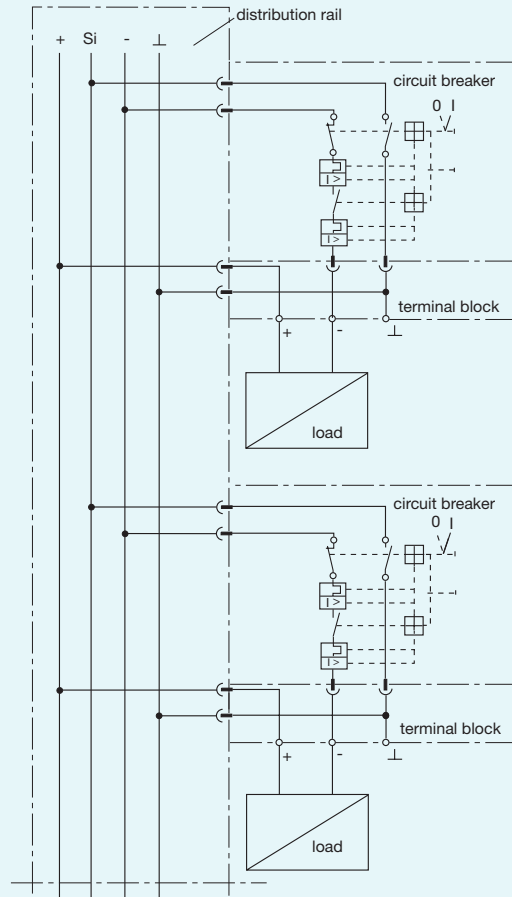 distribution rail
+ Si - ⊥
circuit breaker
0 I
I >
I >
terminal block
+ - ⊥
load
circuit breaker
0 I
I >
I >
terminal block
+ - ⊥
load